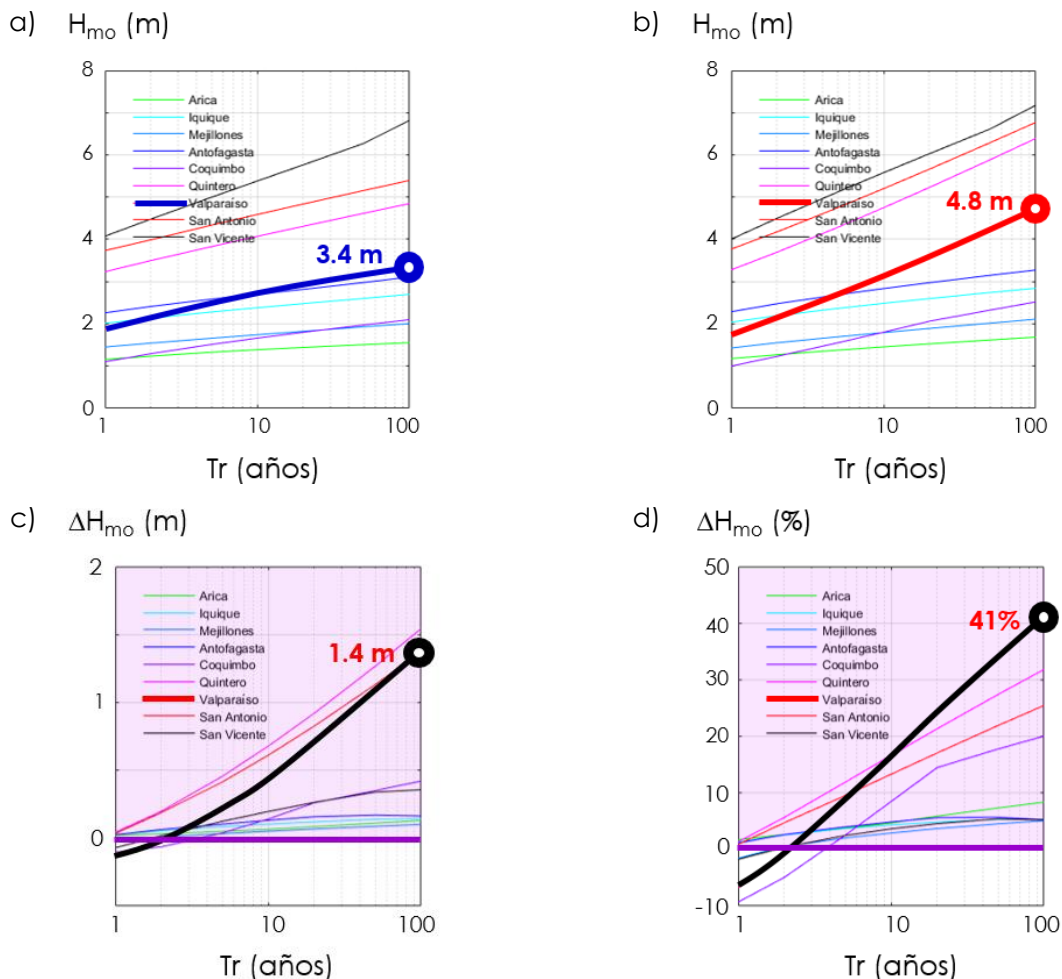 a) Hmo (m)
8
6
4
2
0
Arica
Iquique
Mejillones
Antofagasta
Coquimbo
Quintero
Valparaíso
San Antonio
San Vicente
3.4 m
1 10 100
Tr (años)
b) Hmo (m)
8
6
4
2
0
Arica
Iquique
Mejillones
Antofagasta
Coquimbo
Quintero
Valparaíso
San Antonio
San Vicente
4.8 m
1 10 100
Tr (años)
c) ΔHmo (m)
2
1
0
Arica
Iquique
Mejillones
Antofagasta
Coquimbo
Quintero
Valparaíso
San Antonio
San Vicente
1.4 m
1 10 100
Tr (años)
d) ΔHmo (%)
50
40
30
20
10
0
-10
Arica
Iquique
Mejillones
Antofagasta
Coquimbo
Quintero
Valparaíso
San Antonio
San Vicente
41%
1 10 100
Tr (años)